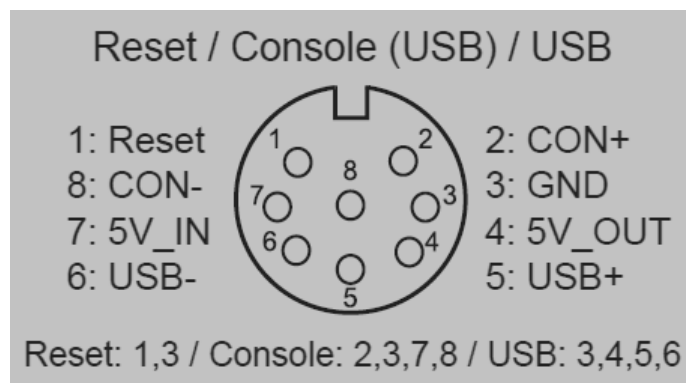 Reset / Console (USB) / USB
1: Reset
8: CON-
7: 5V_IN
6: USB-
1
2
8
7
3
6
4
5
2: CON+
3: GND
4: 5V_OUT
5: USB+
Reset: 1,3 / Console: 2,3,7,8 / USB: 3,4,5,6